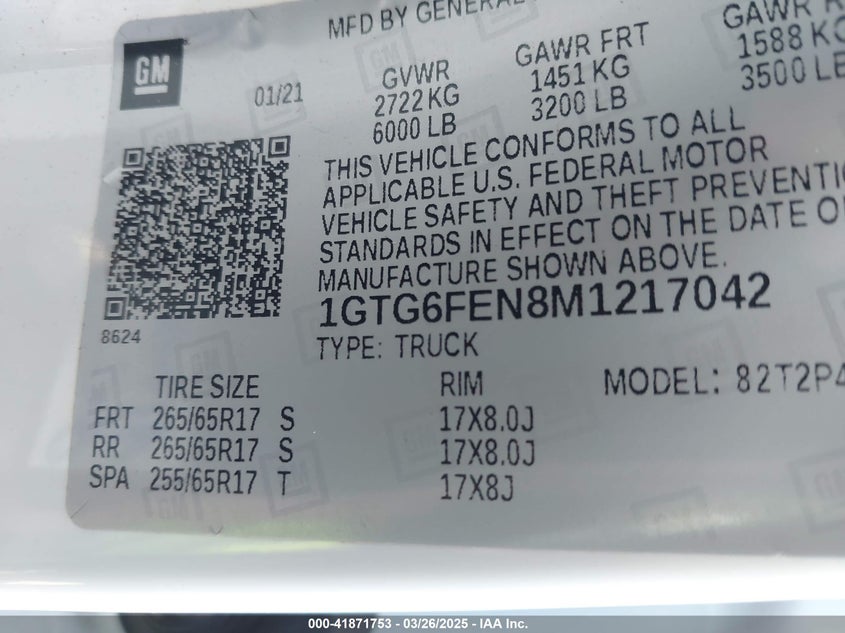 MFD BY GENERAL
GM
01/21
GVWR
2722 KG
6000 LB
GAWR FRT
1451 KG
3200 LB
GAWR
1588 KG
3500 LB
THIS VEHICLE CONFORMS TO ALL
APPLICABLE U.S. FEDERAL MOTOR
VEHICLE SAFETY AND THEFT PREVENTI
STANDARDS IN EFFECT ON THE DATE O
MANUFACTURE SHOWN ABOVE.
1GTG6FEN8M1217042
8624
TYPE: TRUCK
TIRE SIZE RIM MODEL: 82T2P4
FRT 265/65R17 S 17X8.0J
RR 265/65R17 S 17X8.0J
SPA 255/65R17 T 17X8J
000-41871753 - 03/26/2025 - IAA Inc.